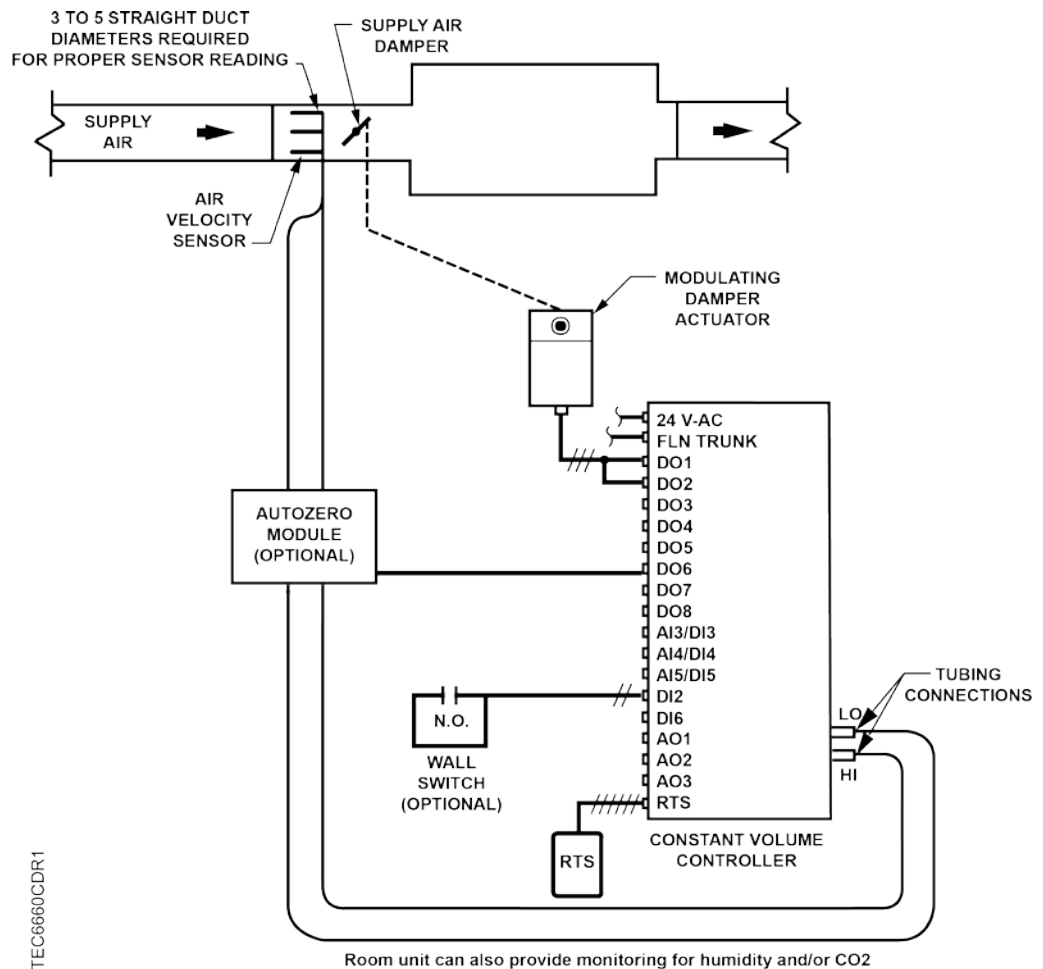 3 TO 5 STRAIGHT DUCT
DIAMETERS REQUIRED
FOR PROPER SENSOR READING
SUPPLY AIR
DAMPER
SUPPLY
AIR
AIR
VELOCITY
SENSOR
MODULATING
DAMPER
ACTUATOR
24 V-AC
FLN TRUNK
DO1
DO2
DO3
DO4
DO5
DO6
DO7
DO8
AI3/DI3
AI4/DI4
AI5/DI5
DI2
DI6
AO1
AO2
AO3
RTS
AUTOZERO
MODULE
(OPTIONAL)
N.O.
WALL
SWITCH
(OPTIONAL)
TUBING
CONNECTIONS
LO
HI
RTS
CONSTANT VOLUME
CONTROLLER
TEC6660CDR1
Room unit can also provide monitoring for humidity and/or CO2